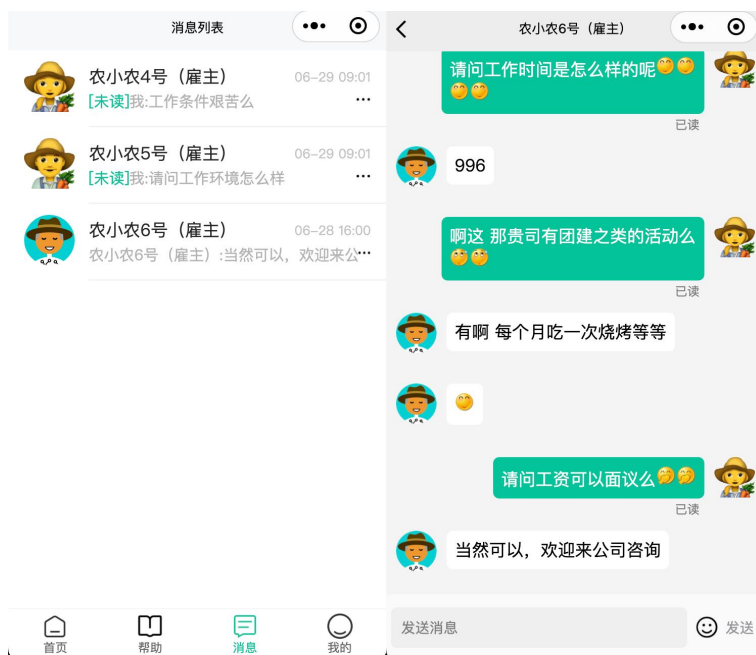 消息列表
农小农4号（雇主）
06-29 09:01
[未读]我:工作条件艰苦么
农小农5号（雇主）
06-29 09:01
[未读]我:请问工作环境怎么样
农小农6号（雇主）
06-28 16:00
农小农6号（雇主）:当然可以，欢迎来公...
首页
帮助
消息
我的
农小农6号（雇主）
请问工作时间是怎么样的呢
已读
996
啊这 那贵司有团建之类的活动么
已读
有啊 每个月吃一次烧烤等等
请问工资可以面议么
已读
当然可以，欢迎来公司咨询
发送消息
发送